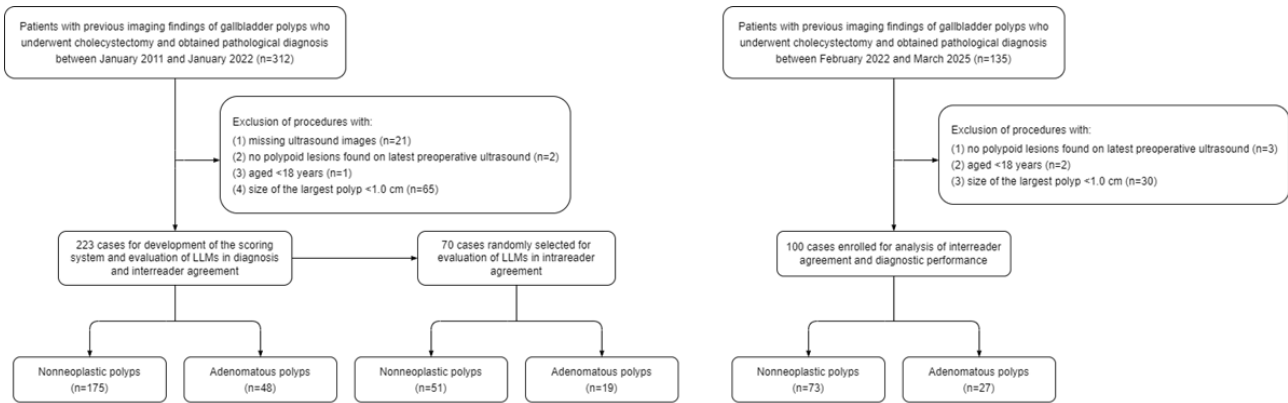 Patients with previous imaging findings of gallbladder polyps who
underwent cholecystectomy and obtained pathological diagnosis
between January 2011 and January 2022 (n=312)
Exclusion of procedures with:
(1) missing ultrasound images (n=21)
(2) no polypoid lesions found on latest preoperative ultrasound (n=2)
(3) aged <18 years (n=1)
(4) size of the largest polyp <1.0 cm (n=65)
223 cases for development of the scoring
system and evaluation of LLMs in diagnosis
and interreader agreement
70 cases randomly selected for
evaluation of LLMs in intrareader
agreement
Nonneoplastic polyps
(n=175)
Adenomatous polyps
(n=48)
Nonneoplastic polyps
(n=51)
Adenomatous polyps
(n=19)
Patients with previous imaging findings of gallbladder polyps who
underwent cholecystectomy and obtained pathological diagnosis
between February 2022 and March 2025 (n=135)
Exclusion of procedures with:
(1) no polypoid lesions found on latest preoperative ultrasound (n=3)
(2) aged <18 years (n=2)
(3) size of the largest polyp <1.0 cm (n=30)
100 cases enrolled for analysis of interreader
agreement and diagnostic performance
Nonneoplastic polyps
(n=73)
Adenomatous polyps
(n=27)